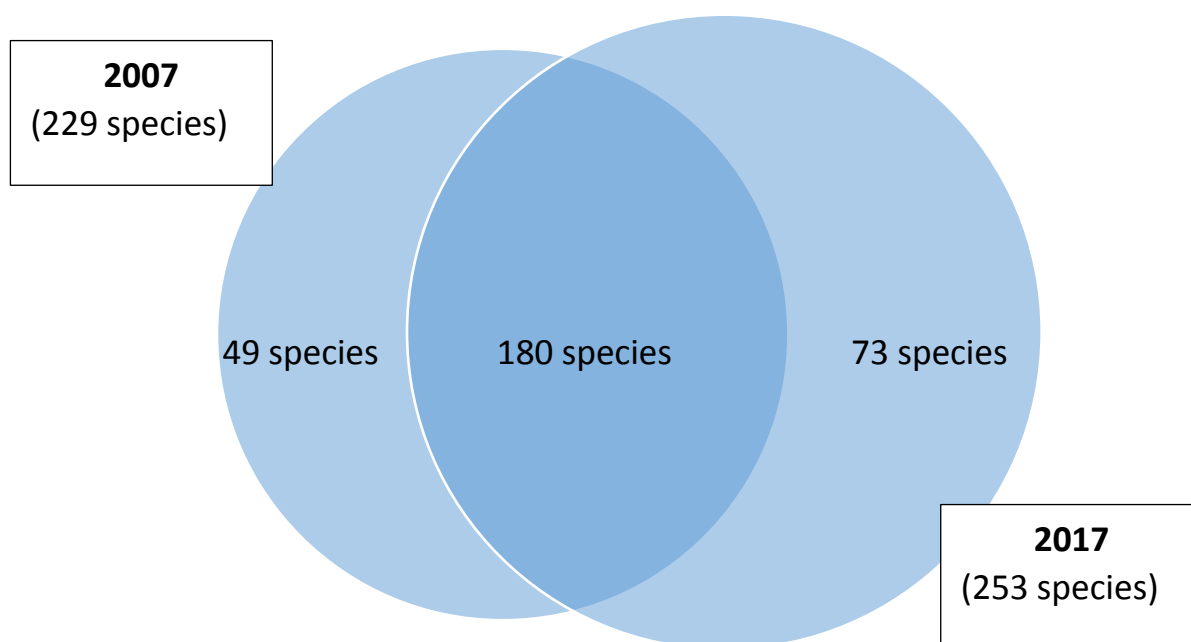 2007
(229 species)
49 species
180 species
73 species
2017
(253 species)